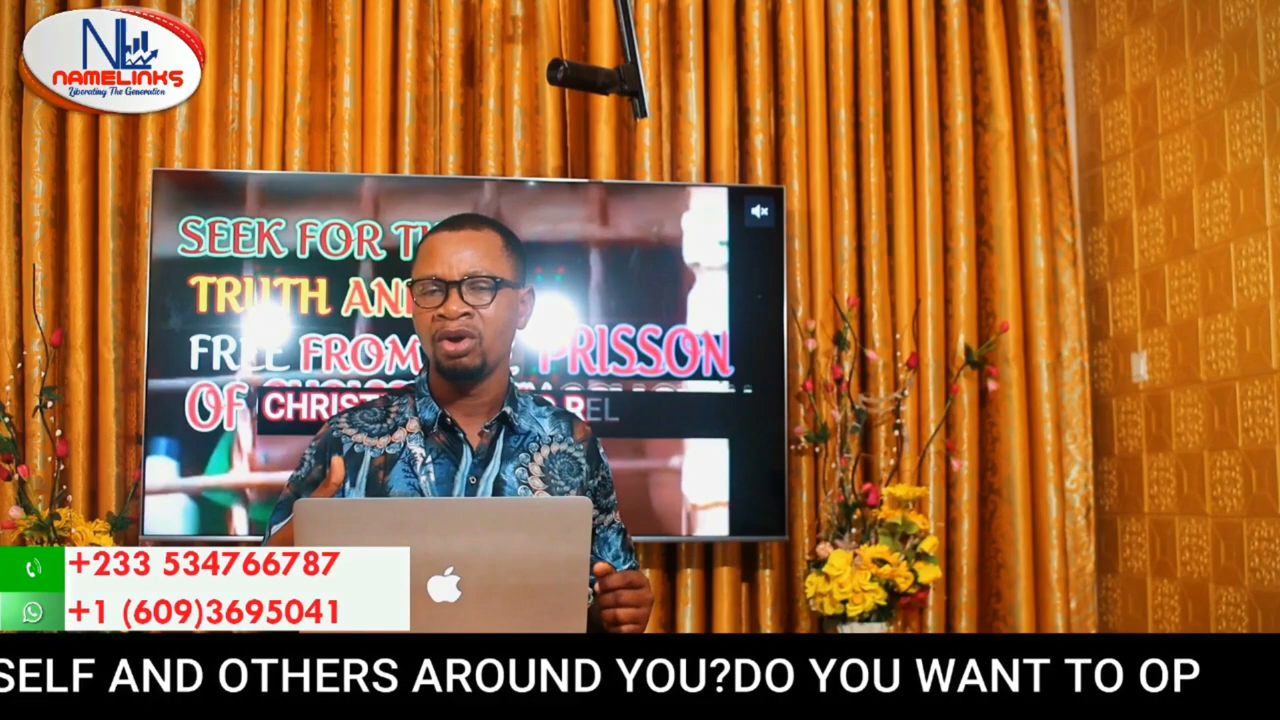 NL
NAMELINKS
Liberating The Generation
SEEK FOR
TRUTH AN
FREE FROM PRISSON
OF CHRIST REL
+233 534766787
+1 (609)3695041
SELF AND OTHERS AROUND YOU?DO YOU WANT TO OP